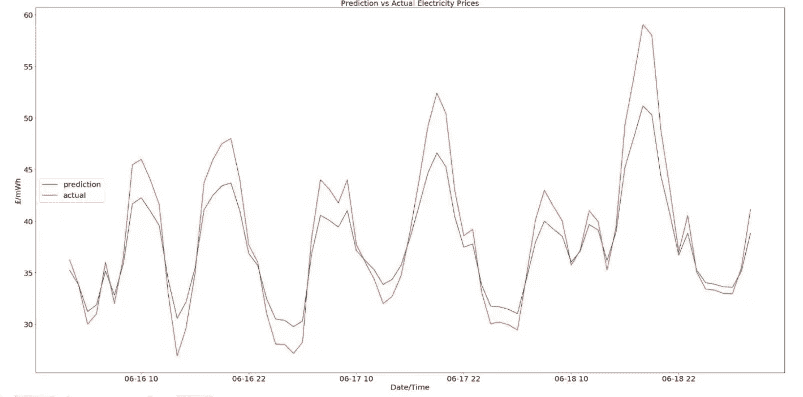 Prediction vs Actual Electricity Prices
60
55
50
45
40
35
30
£/mWh
prediction
actual
06-16 10
06-16 22
06-17 10
06-17 22
06-18 10
06-18 22
Date/Time